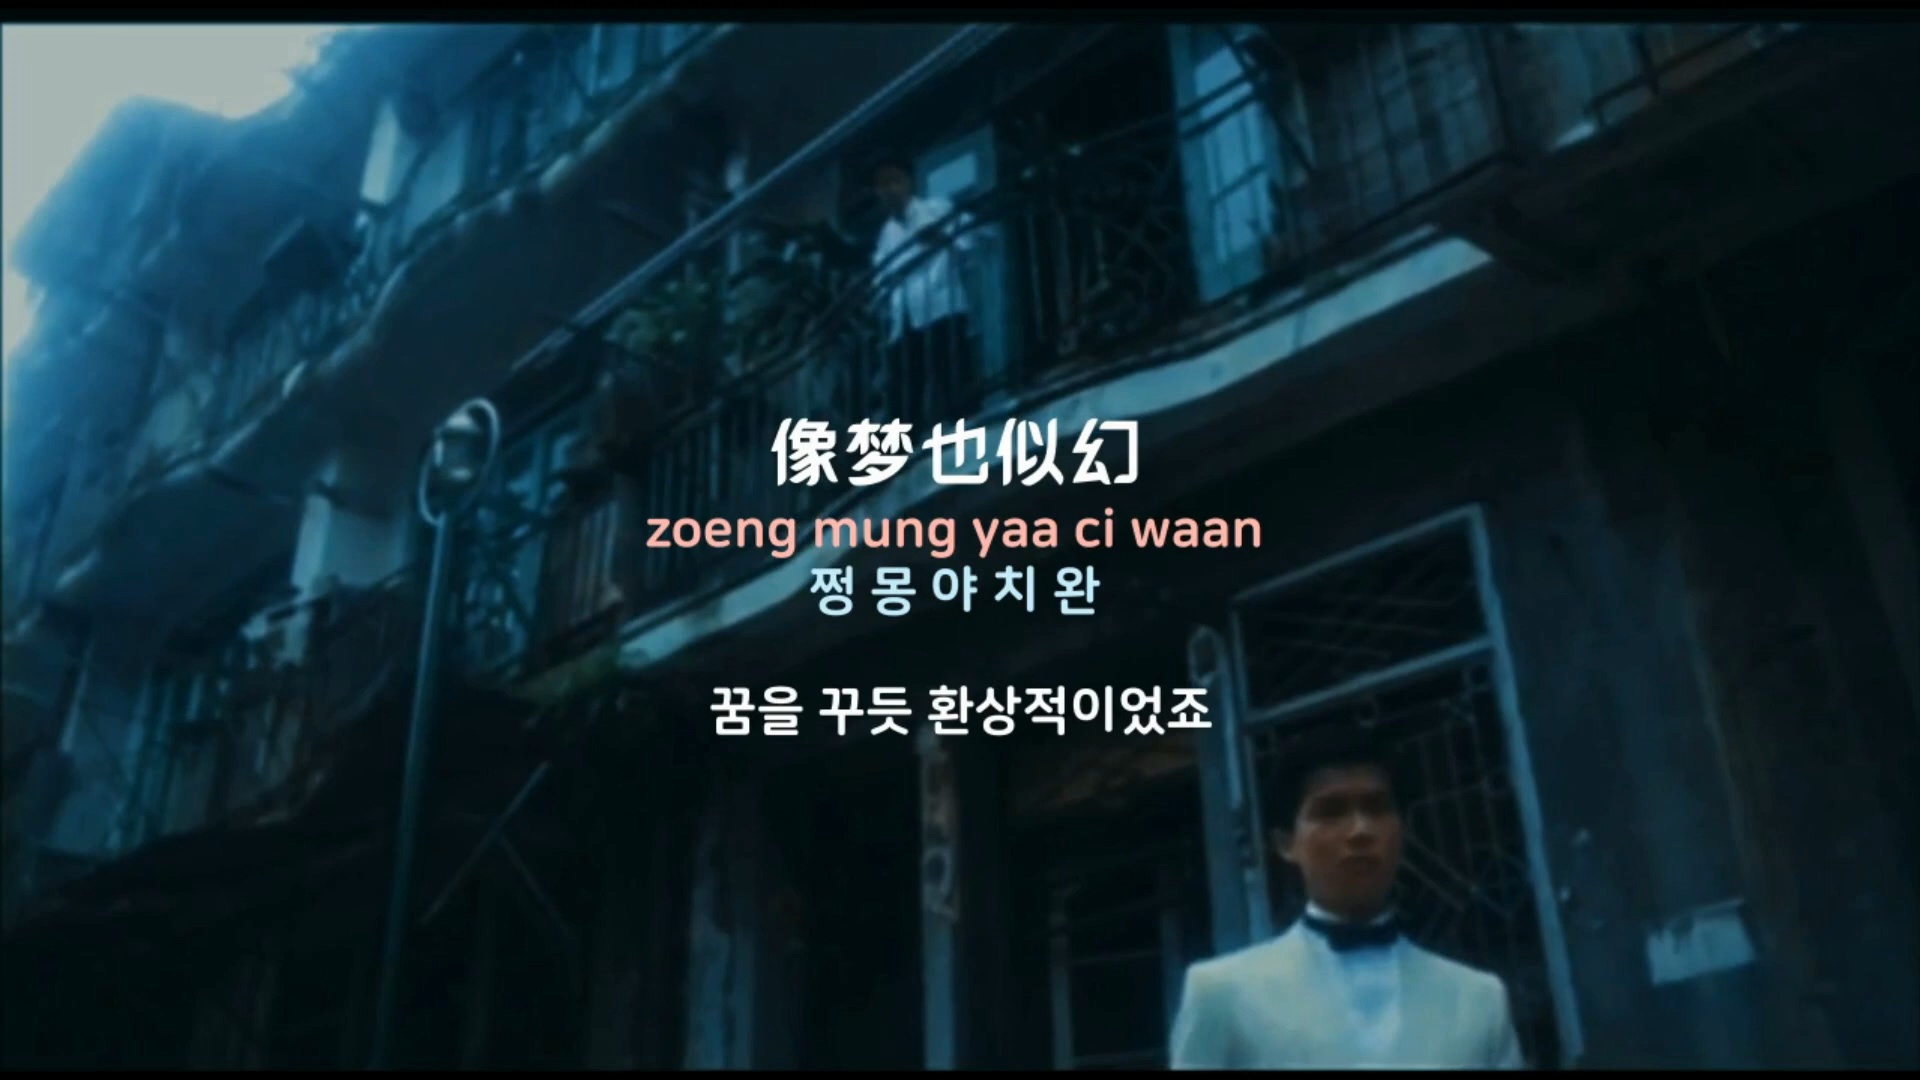 像梦也似幻
zoeng mung yaa ci waan
쩡 몽 야 치 완
꿈을 꾸듯 환상적이었죠